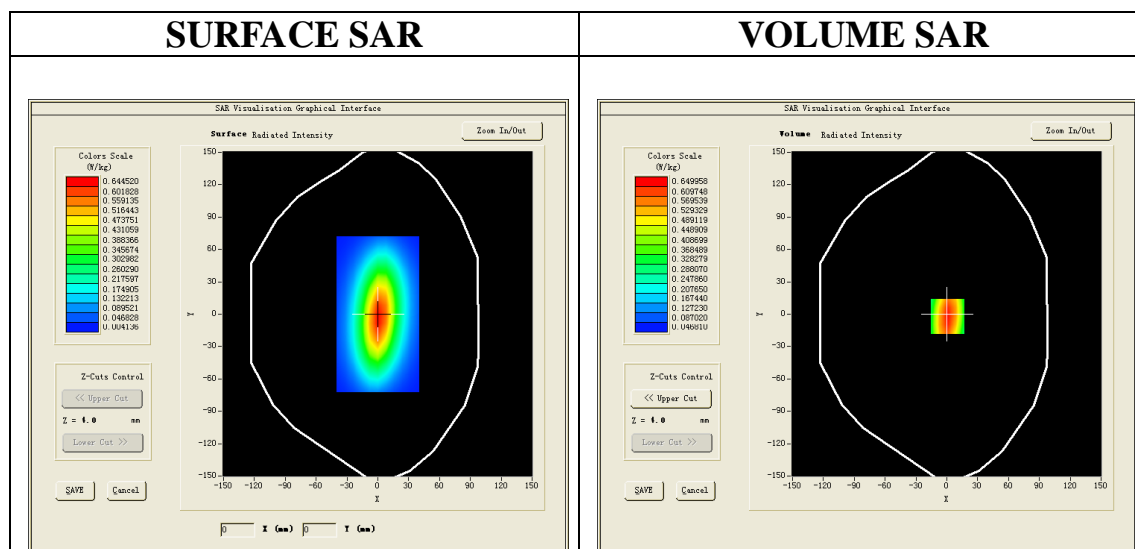 SURFACE SAR
VOLUME SAR
SAR Visualisation Graphical Interface
Surface Radiated Intensity
Zoom In/Out
Colors Scale
(W/kg)
0.644520
0.601828
0.559135
0.516443
0.473751
0.431059
0.388366
0.345674
0.302982
0.260290
0.217597
0.174905
0.132213
0.089521
0.046828
0.004136
Z-Cuts Control
<< Upper Cut
Z = 4.0 mm
Lower Cut >>
SAVE
Cancel
150
120
90
60
30
0
-30
-60
-90
-120
-150
Y
-150 -120 -90 -60 -30 0 30 60 90 120 150
X
0 X (mm) 0 Y (mm)
SAR Visualisation Graphical Interface
Volume Radiated Intensity
Zoom In/Out
Colors Scale
(W/kg)
0.649958
0.609748
0.569539
0.529329
0.489119
0.448909
0.408699
0.368489
0.328279
0.288070
0.247860
0.207650
0.167440
0.127230
0.087020
0.046810
Z-Cuts Control
<< Upper Cut
Z = 4.0 mm
Lower Cut >>
SAVE
Cancel
150
120
90
60
30
0
-30
-60
-90
-120
-150
Y
-150 -120 -90 -60 -30 0 30 60 90 120 150
X